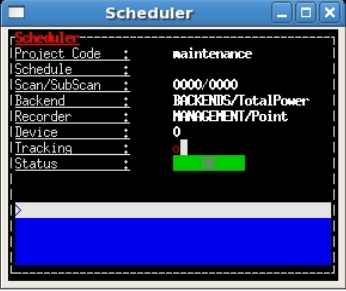 Scheduler
Scheduler
Project Code : maintenance
Schedule :
Scan/SubScan : 0000/0000
Backend : BACKENDS/TotalPower
Recorder : MANAGEMENT/Point
Device : 0
Tracking : o
Status : OK
>